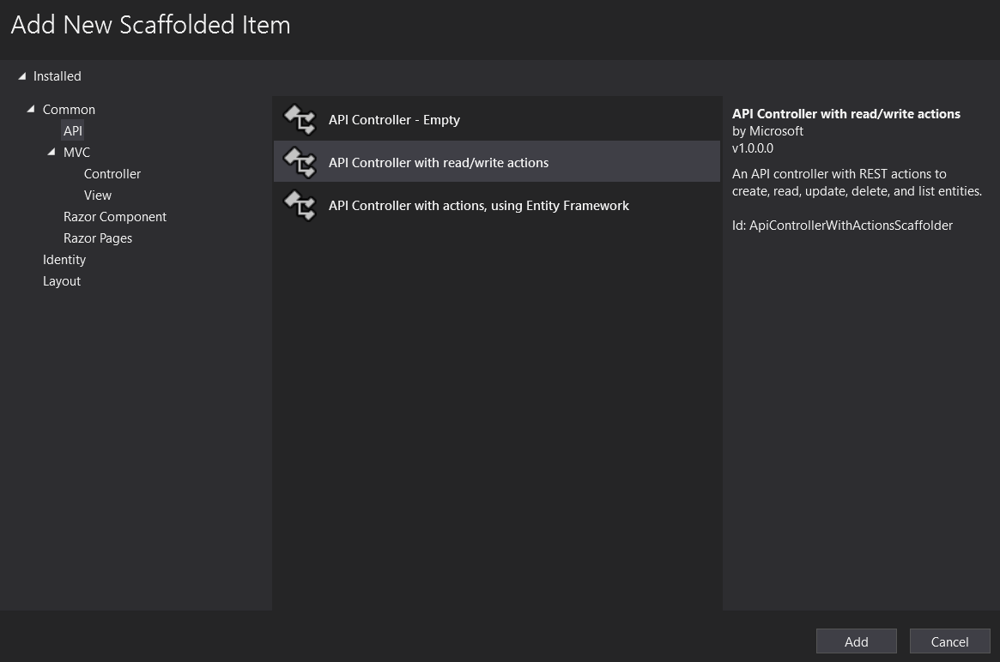 Add New Scaffolded Item
Installed
Common
API
MVC
Controller
View
Razor Component
Razor Pages
Identity
Layout
API Controller - Empty
API Controller with read/write actions
API Controller with actions, using Entity Framework
API Controller with read/write actions
by Microsoft
v1.0.0.0
An API controller with REST actions to
create, read, update, delete, and list entities.
Id: ApiControllerWithActionsScaffolder
Add
Cancel